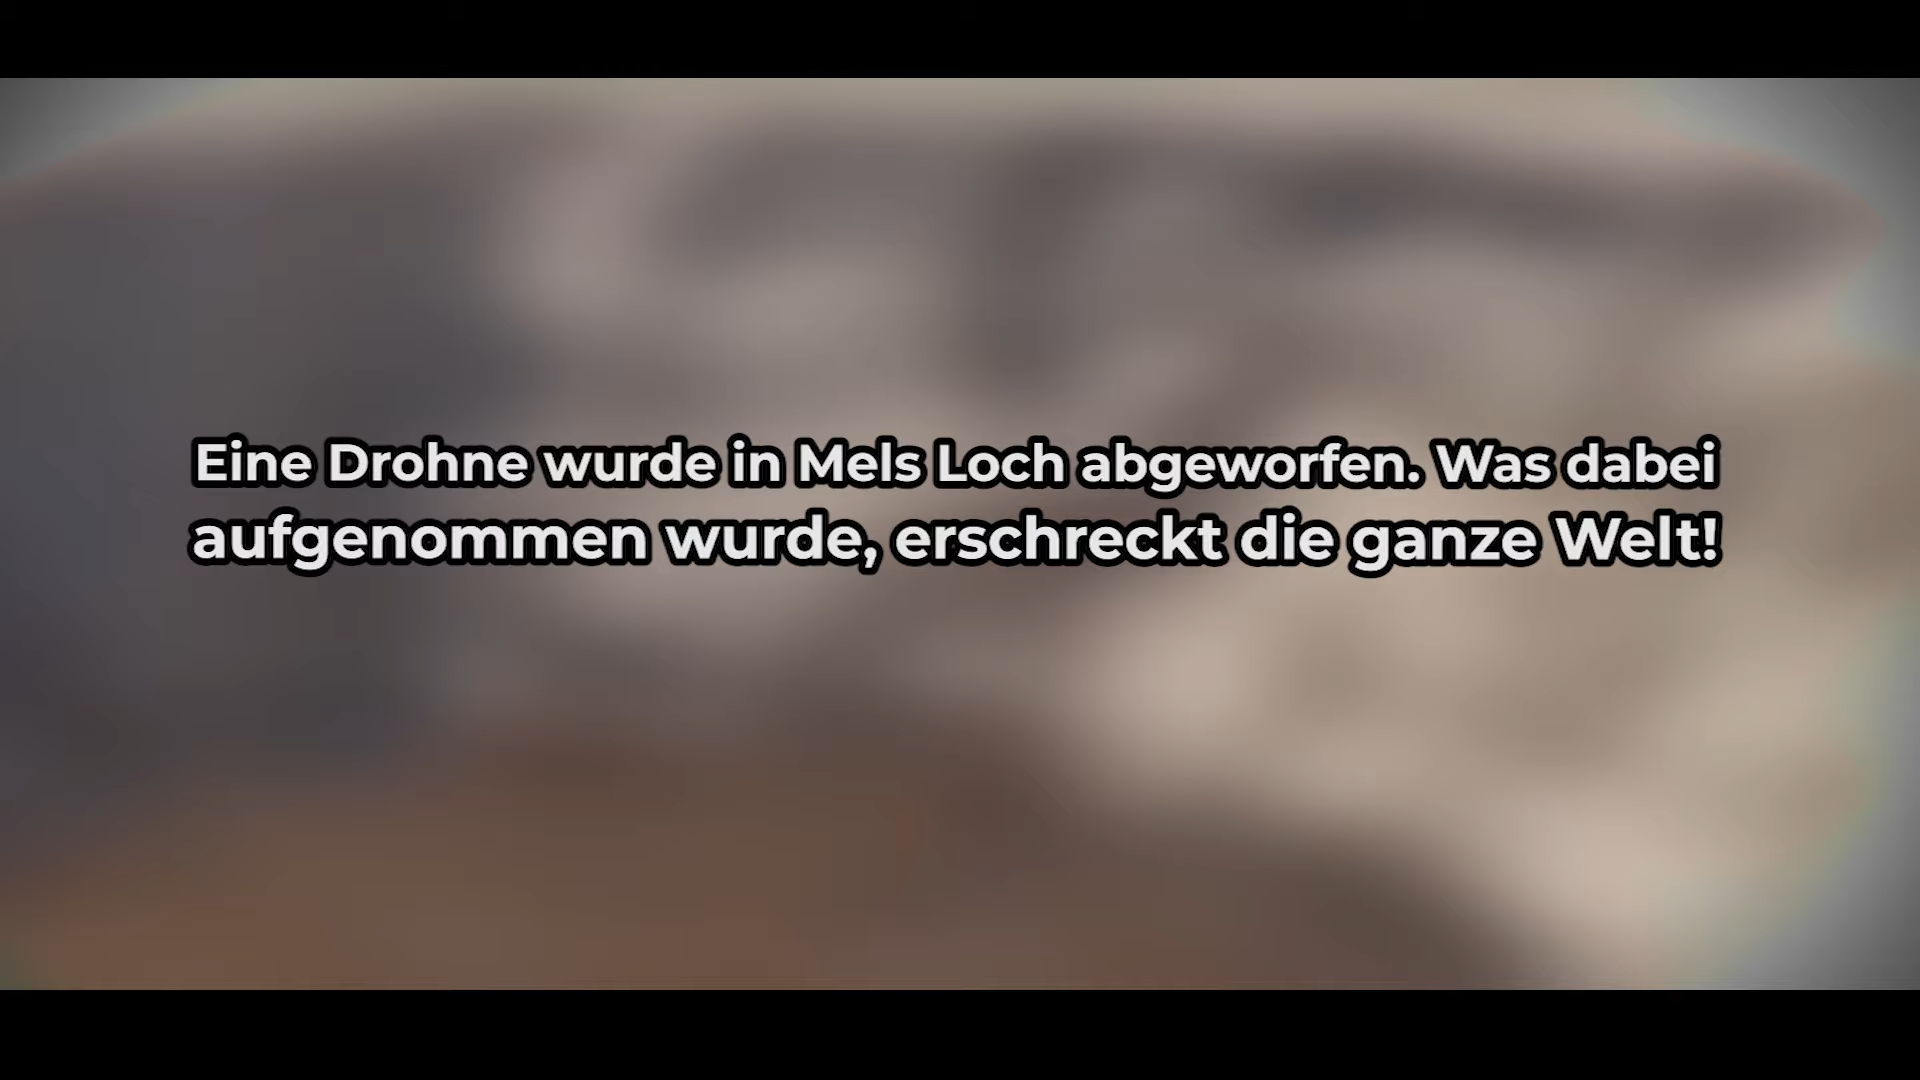 Eine Drohne wurde in Mels Loch abgeworfen. Was dabei
aufgenommen wurde, erschreckt die ganze Welt!